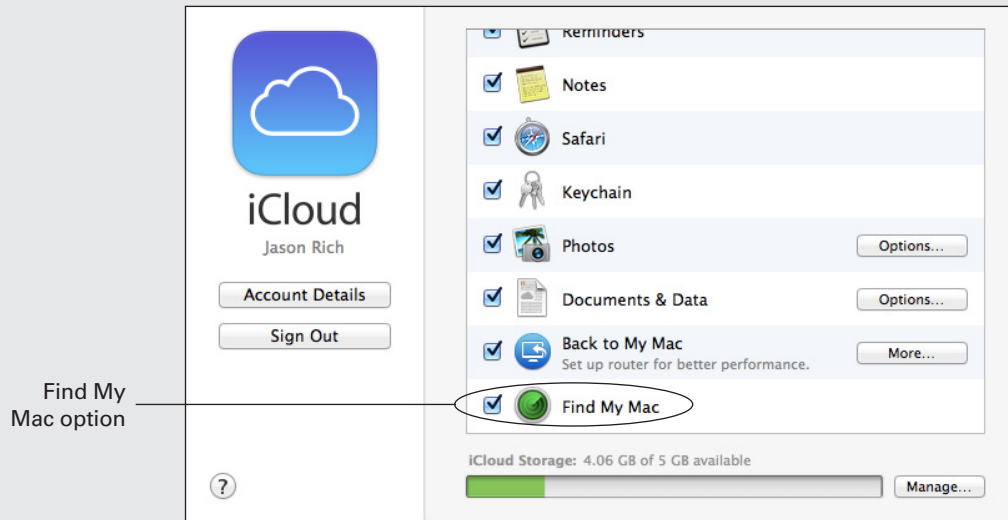 Reminders
Notes
Safari
Keychain
Photos
Options...
Documents & Data
Options...
Back to My Mac
Set up router for better performance.
More...
Find My Mac
iCloud
Jason Rich
Account Details
Sign Out
Find My
Mac option
iCloud Storage: 4.06 GB of 5 GB available
Manage...
?